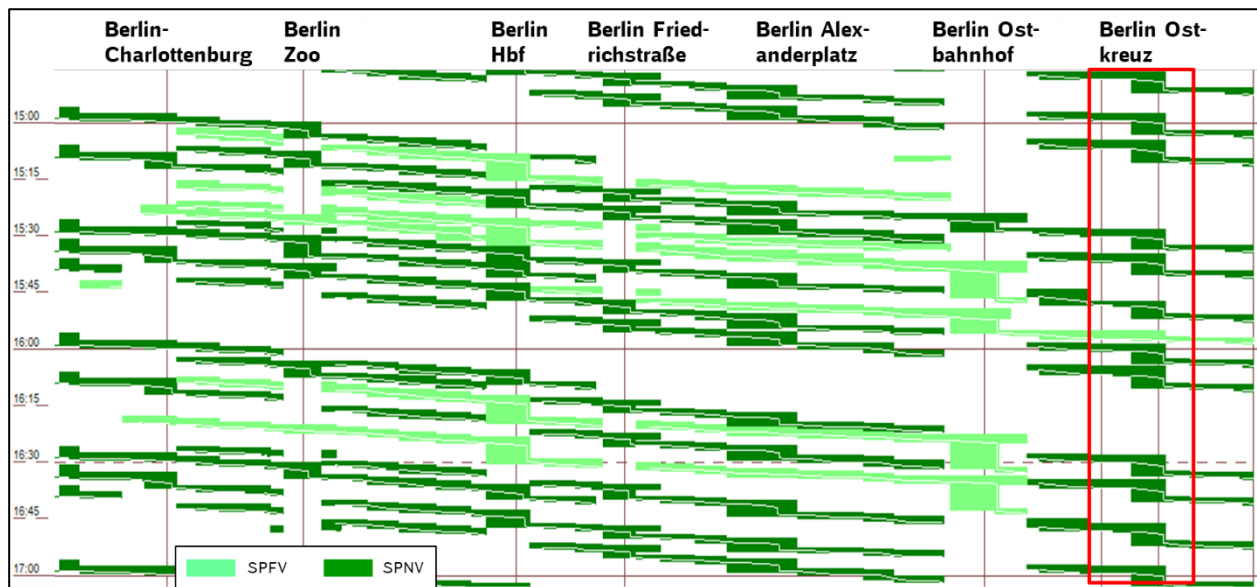 Berlin-
Charlottenburg
Berlin
Zoo
Berlin
Hbf
Berlin Fried-
richstraße
Berlin Alex-
anderplatz
Berlin Ost-
bahnhof
Berlin Ost-
kreuz
15:00
15:15
15:30
15:45
16:00
16:15
16:30
16:45
17:00
SPFV
SPNV